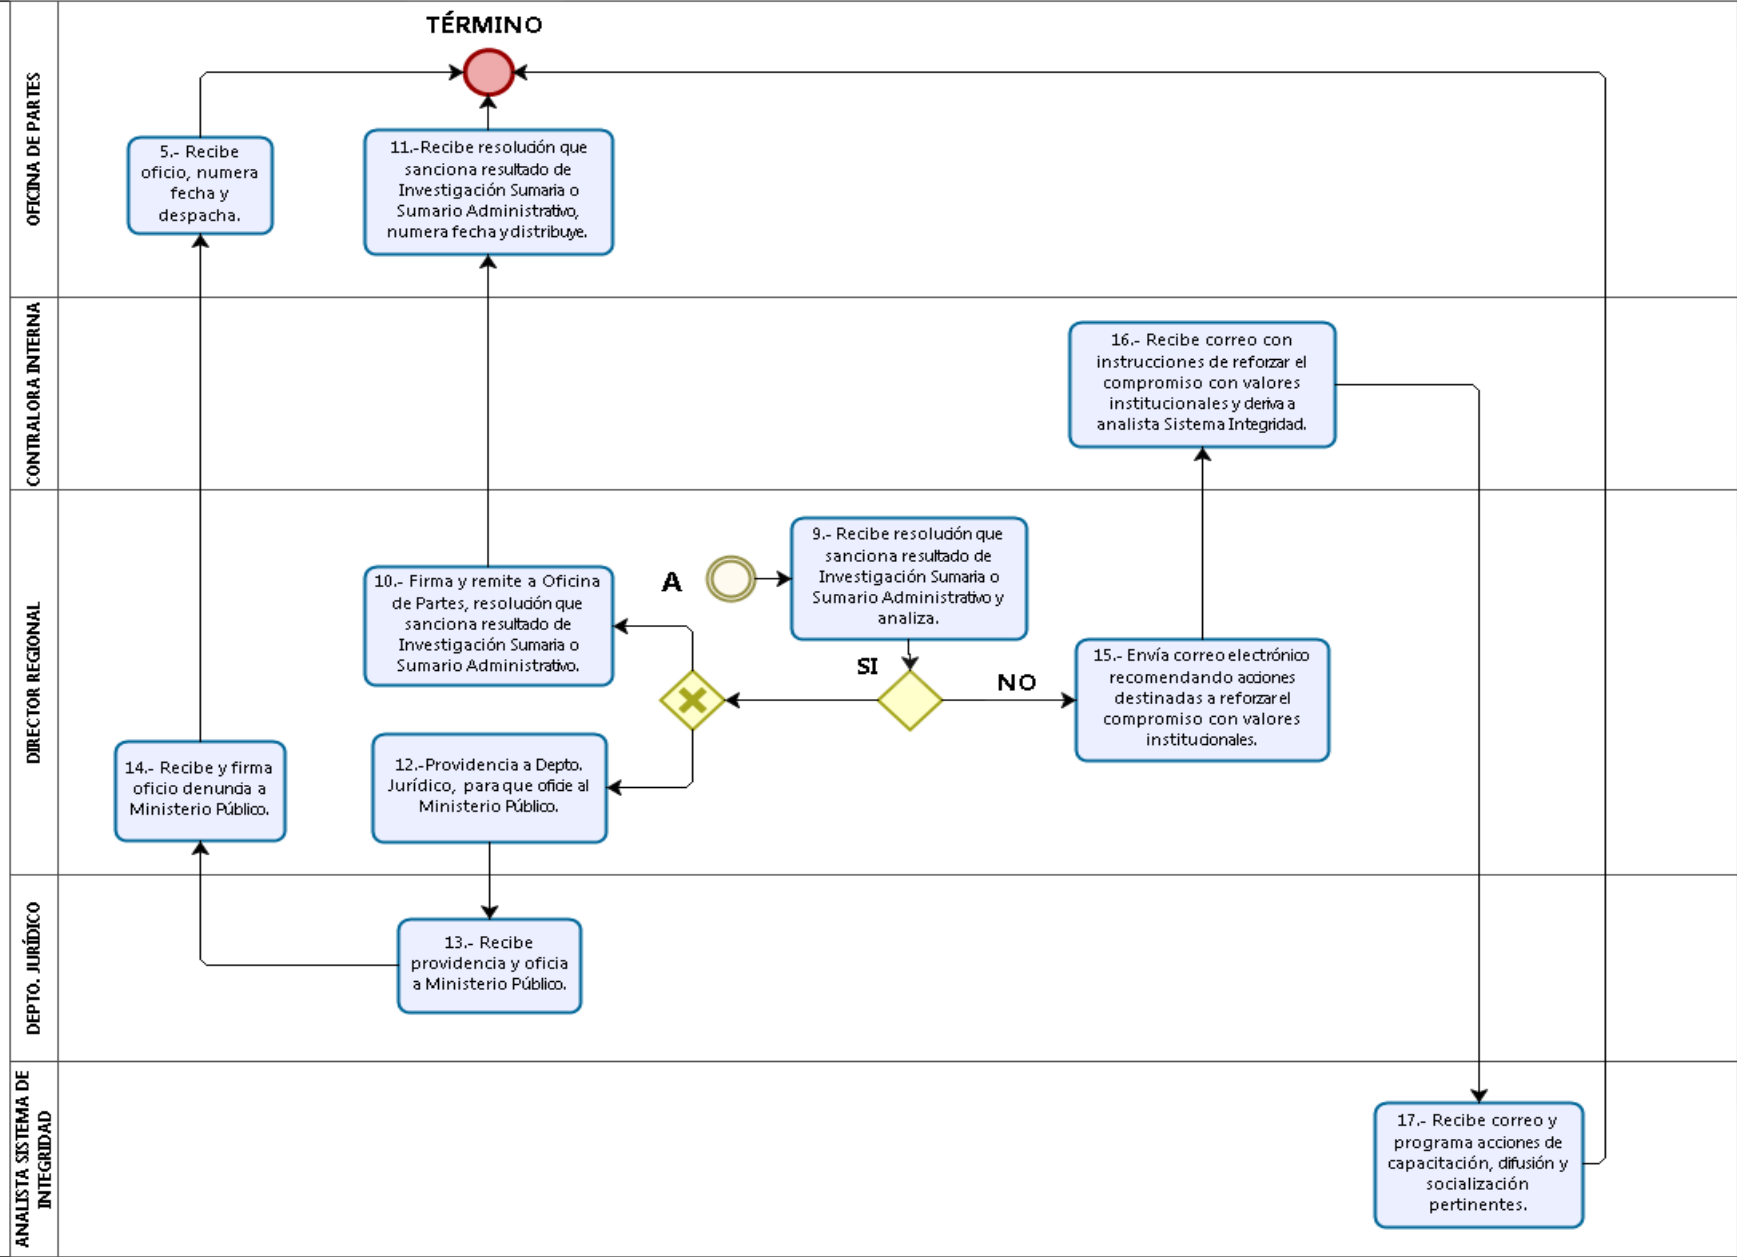 TÉRMINO
OFICINA DE PARTES
5.- Recibe
oficio, numera
fecha y
despacha.
11.-Recibe resolución que
sanciona resultado de
Investigación Sumaria o
Sumario Administrativo,
numera fecha y distribuye.
CONTRALORA INTERNA
16.- Recibe correo con
instrucciones de reforzar el
compromiso con valores
institucionales y deriva a
analista Sistema Integridad.
DIRECTOR REGIONAL
A
9.- Recibe resolución que
sanciona resultado de
Investigación Sumaria o
Sumario Administrativo y
analiza.
10.- Firma y remite a Oficina
de Partes, resolución que
sanciona resultado de
Investigación Sumaria o
Sumario Administrativo.
SI
NO
15.- Envía correo electrónico
recomendando acciones
destinadas a reforzar el
compromiso con valores
institucionales.
14.- Recibe y firma
oficio denuncia a
Ministerio Público.
12.-Providencia a Depto.
Jurídico, para que oficie al
Ministerio Público.
DEPTO. JURÍDICO
13.- Recibe
providencia y oficia
a Ministerio Público.
ANALISTA SISTEMA DE
INTEGRIDAD
17.- Recibe correo y
programa acciones de
capacitación, difusión y
socialización
pertinentes.